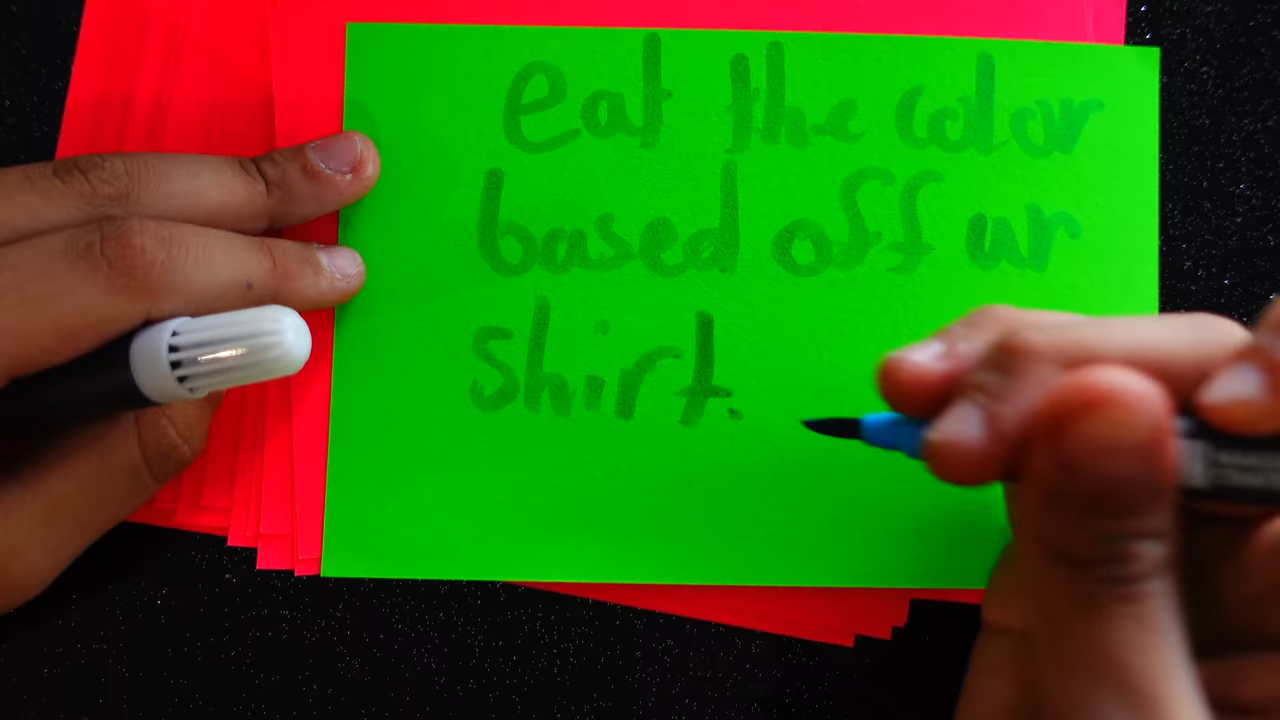 eat the color
based off ur
shirt.